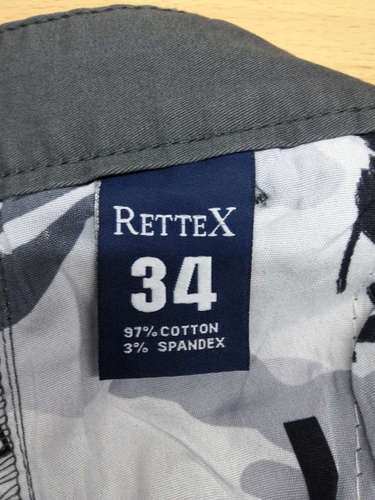 RETTEX
34
97% COTTON
3% SPANDEX